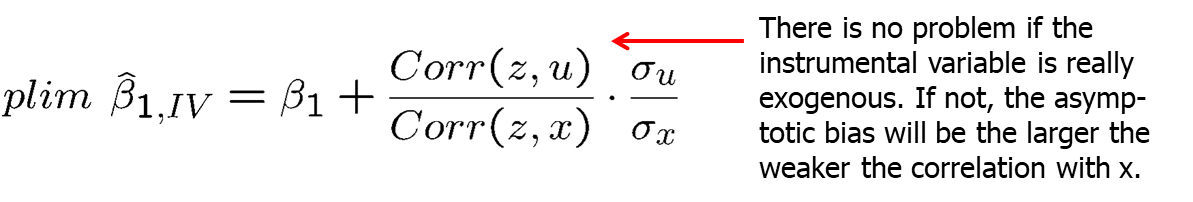 plim β̂₁,IV = β₁ + Corr(z, u) / Corr(z, x) · σᵤ / σₓ
There is no problem if the
instrumental variable is really
exogenous. If not, the asymp-
totic bias will be the larger the
weaker the correlation with x.